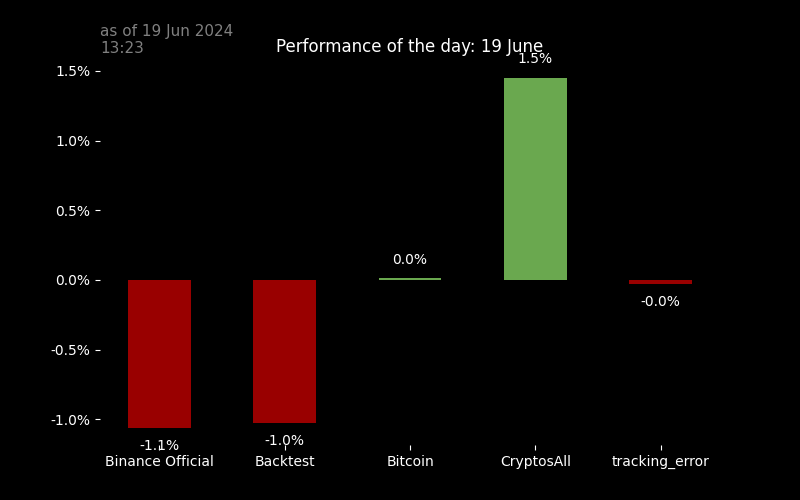 as of 19 Jun 2024
13:23
Performance of the day: 19 June
1.5%
1.5%
1.0%
0.5%
0.0%
0.0%
-0.0%
-0.5%
-1.0%
-1.1%
-1.0%
Binance Official
Backtest
Bitcoin
CryptosAll
tracking_error